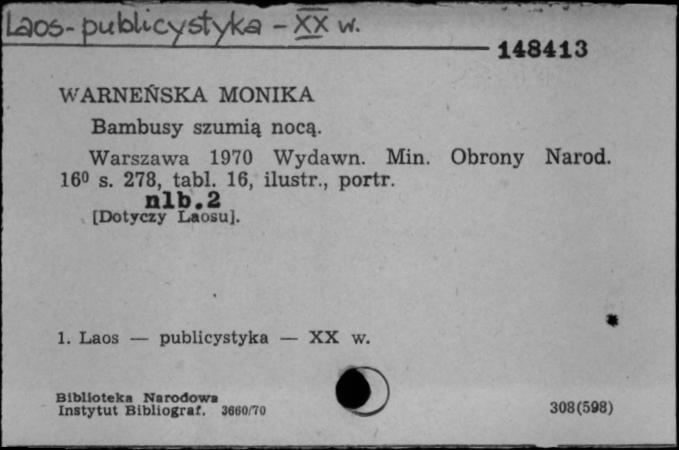 Laos - publicystyka - XX w.
148413
WARNEŃSKA MONIKA
Bambusy szumią nocą.
Warszawa 1970 Wydawn. Min. Obrony Narod.
16⁰ s. 278, tabl. 16, ilustr., portr.
nlb.2
[Dotyczy Laosu].
*
1. Laos — publicystyka — XX w.
Biblioteka Narodowa
Instytut Bibliograf. 3660/70
308(598)